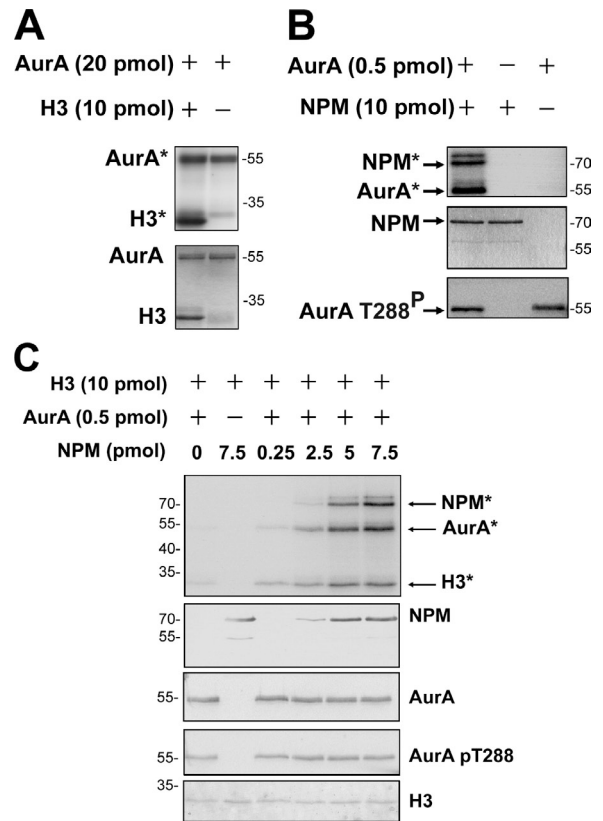 A
AurA (20 pmol) + +
H3 (10 pmol) + −
AurA* -55
-35
H3*
AurA -55
-35
H3
B
AurA (0.5 pmol) + − +
NPM (10 pmol) + + −
NPM* -70
AurA* -55
NPM -70
-55
AurA T288P -55
C
H3 (10 pmol) + + + + + +
AurA (0.5 pmol) + − + + + +
NPM (pmol) 0 7.5 0.25 2.5 5 7.5
70- NPM*
55- AurA*
40-
35- H3*
70- NPM
55-
55- AurA
55- AurA pT288
35-
H3